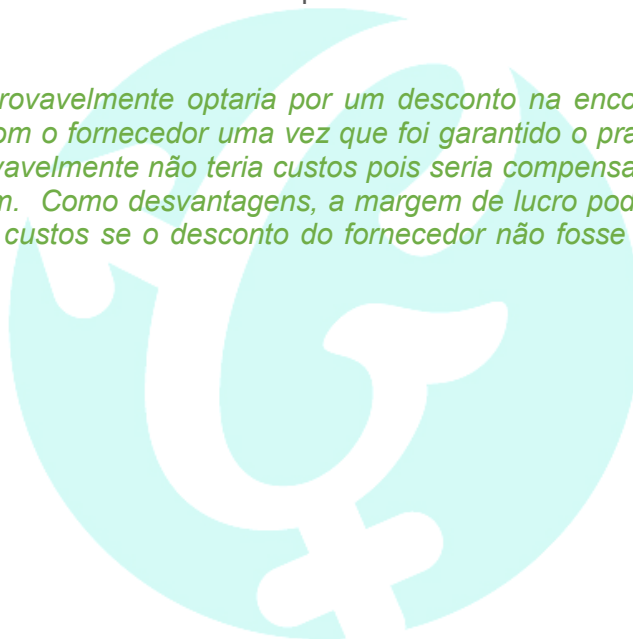 rovavelmente optaria por um desconto na enco
om o fornecedor uma vez que foi garantido o pra
vavelmente não teria custos pois seria compensa
m. Como desvantagens, a margem de lucro pod
custos se o desconto do fornecedor não fosse